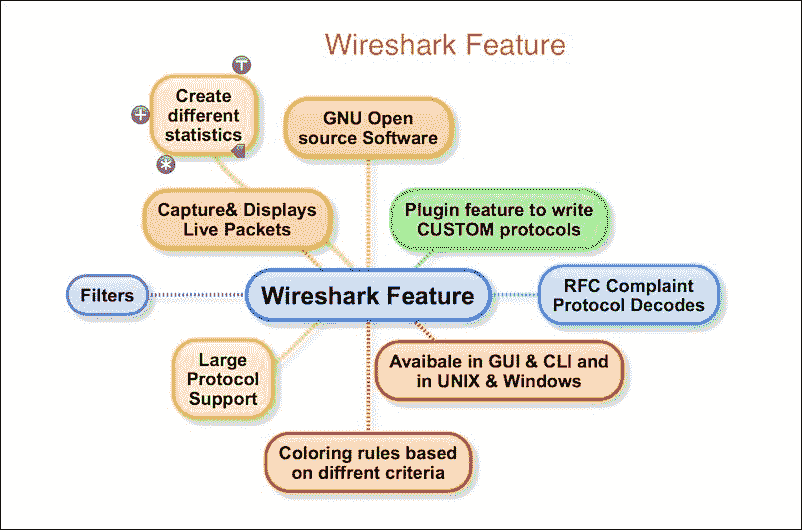 Wireshark Feature
Create
different
statistics
GNU Open
source Software
Capture& Displays
Live Packets
Plugin feature to write
CUSTOM protocols
Filters
Wireshark Feature
RFC Complaint
Protocol Decodes
Large
Protocol
Support
Avaibale in GUI & CLI and
in UNIX & Windows
Coloring rules based
on diffrent criteria